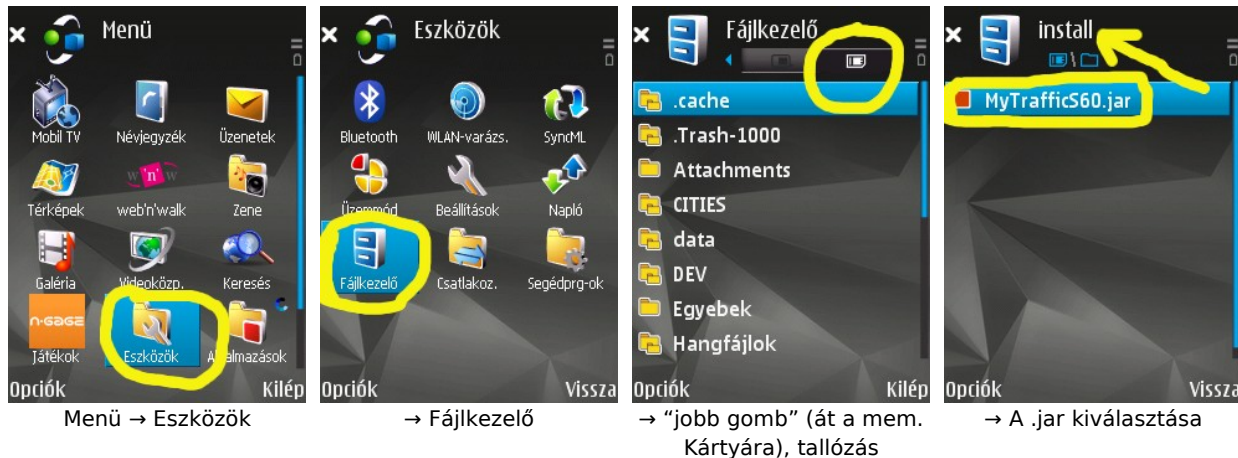 Menü
Mobil TV
Névjegyzék
Üzenetek
Térképek
w'n'w
web'n'walk
Zene
Galéria
Videoközp.
Keresés
n-gage
Játékok
Eszközök
Alkalmazások
Opciók
Kilép
Menü → Eszközök
Eszközök
Bluetooth
WLAN-varázs.
SyncML
Üzemmód
Beállítások
Napló
Fájlkezelő
Csatlakoz.
Segédprg-ok
Opciók
Vissza
→ Fájlkezelő
Fájlkezelő
.cache
.Trash-1000
Attachments
CITIES
data
DEV
Egyebek
Hangfájlok
Opciók
Kilép
→ “jobb gomb” (át a mem.
Kártyára), tallózás
install
\
MyTrafficS60.jar
Opciók
Vissza
→ A .jar kiválasztása